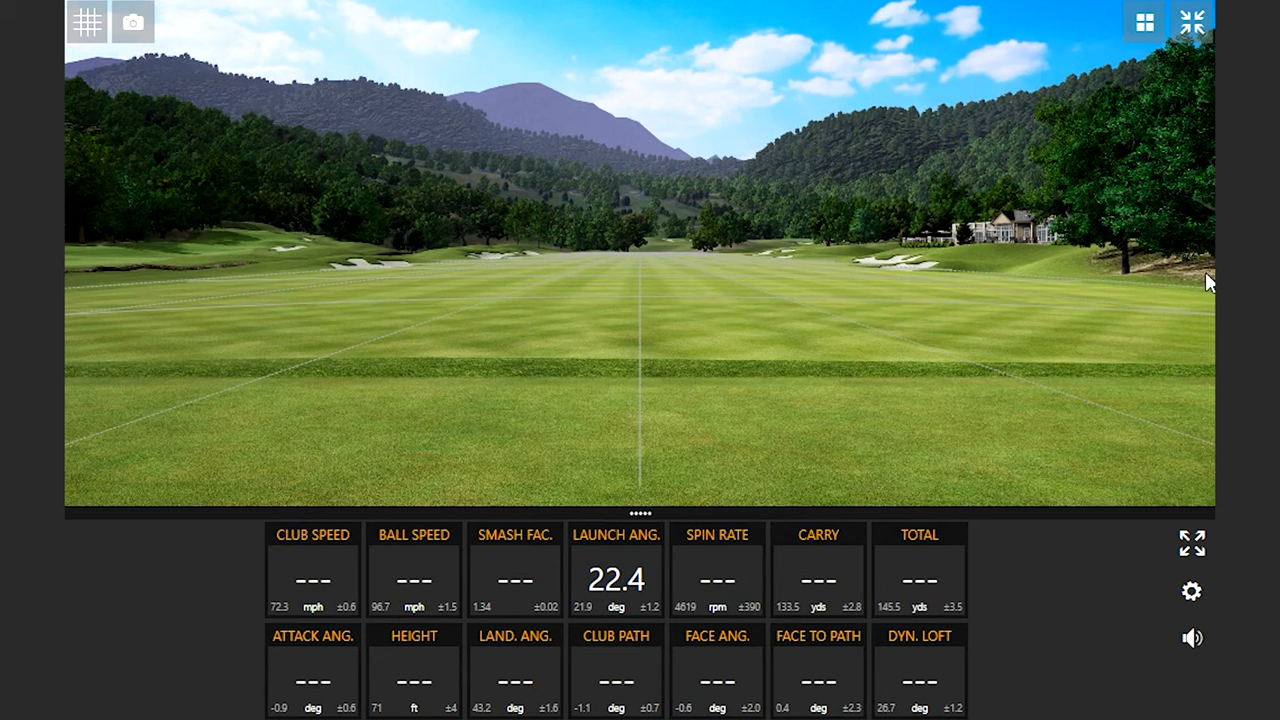 CLUB SPEED BALL SPEED SMASH FAC. LAUNCH ANG. SPIN RATE CARRY TOTAL
--- --- --- 22.4 --- --- ---
72.3 mph ±0.6 96.7 mph ±1.5 1.34 ±0.02 21.9 deg ±1.2 4619 rpm ±390 133.5 yds ±2.8 145.5 yds ±3.5
ATTACK ANG. HEIGHT LAND. ANG. CLUB PATH FACE ANG. FACE TO PATH DYN. LOFT
--- --- --- --- --- --- ---
-0.9 deg ±0.6 71 ft ±4 43.2 deg ±1.6 -1.1 deg ±0.7 -0.6 deg ±2.0 0.4 deg ±2.3 26.7 deg ±1.2